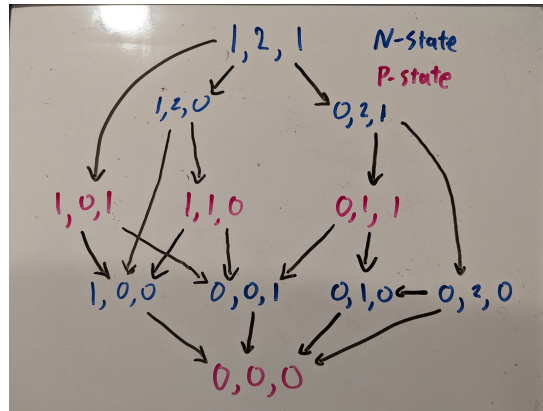 1, 2, 1
N-state
P-state
1, 2, 0
0, 2, 1
1, 0, 1
1, 1, 0
0, 1, 1
1, 0, 0
0, 0, 1
0, 1, 0
0, 2, 0
0, 0, 0